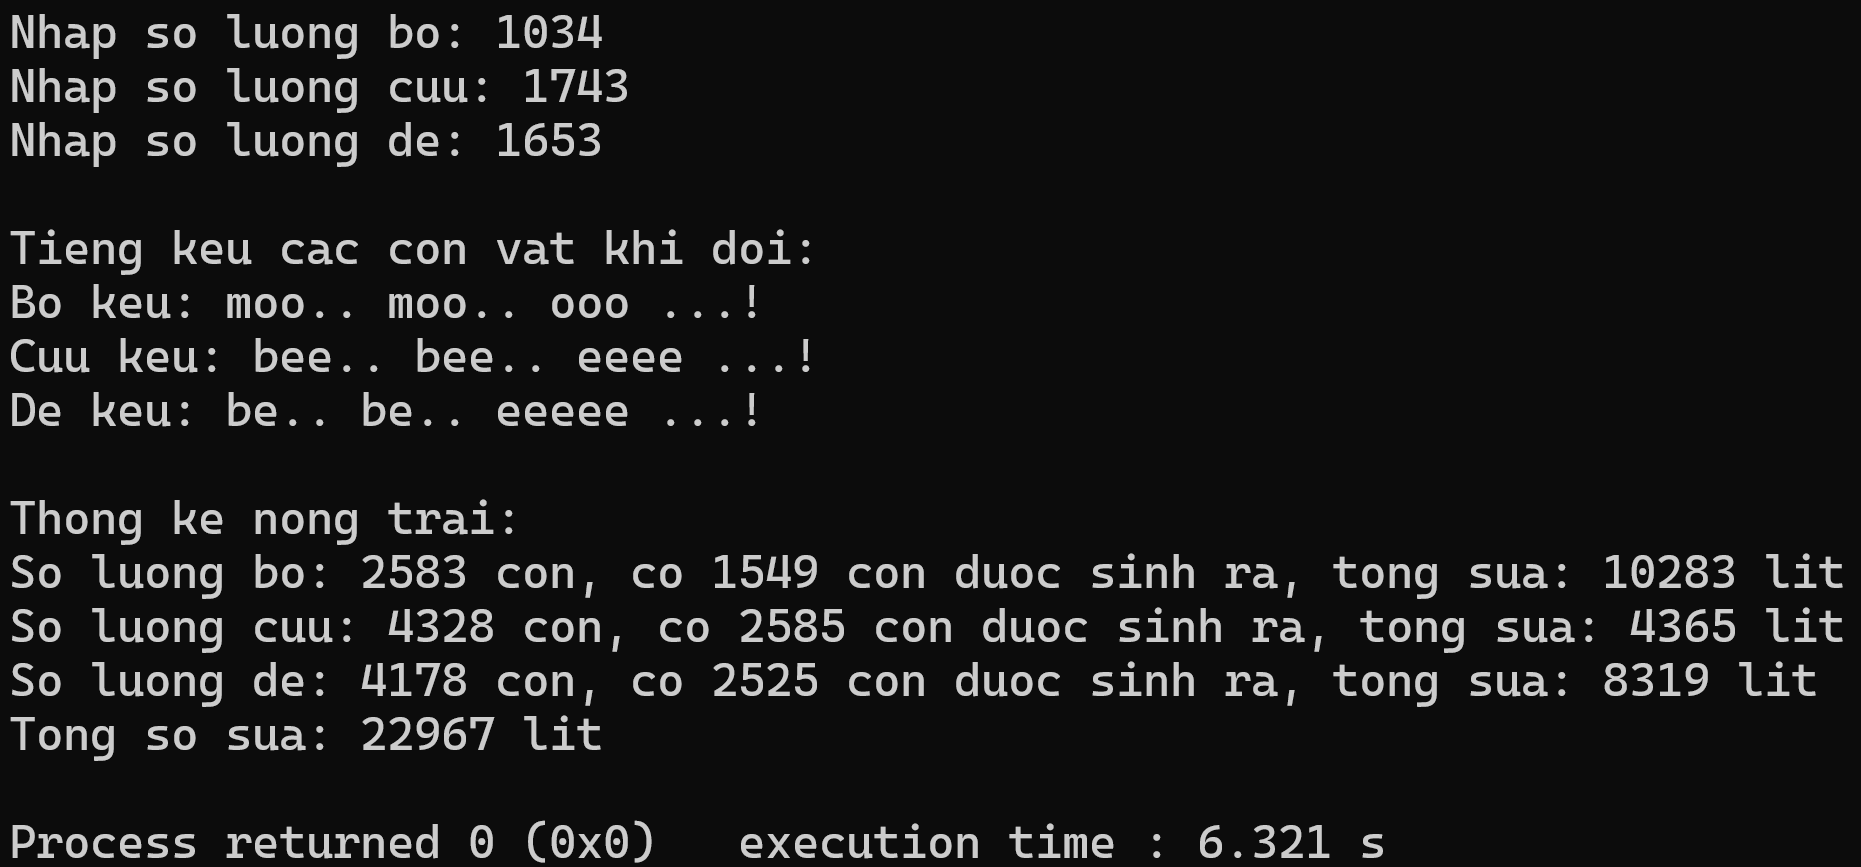 Nhap so luong bo: 1034
Nhap so luong cuu: 1743
Nhap so luong de: 1653
Tieng keu cac con vat khi doi:
Bo keu: moo.. moo.. ooo ...!
Cuu keu: bee.. bee.. eeee ...!
De keu: be.. be.. eeeee ...!
Thong ke nong trai:
So luong bo: 2583 con, co 1549 con duoc sinh ra, tong sua: 10283 lit
So luong cuu: 4328 con, co 2585 con duoc sinh ra, tong sua: 4365 lit
So luong de: 4178 con, co 2525 con duoc sinh ra, tong sua: 8319 lit
Tong so sua: 22967 lit
Process returned 0 (0x0)   execution time : 6.321 s